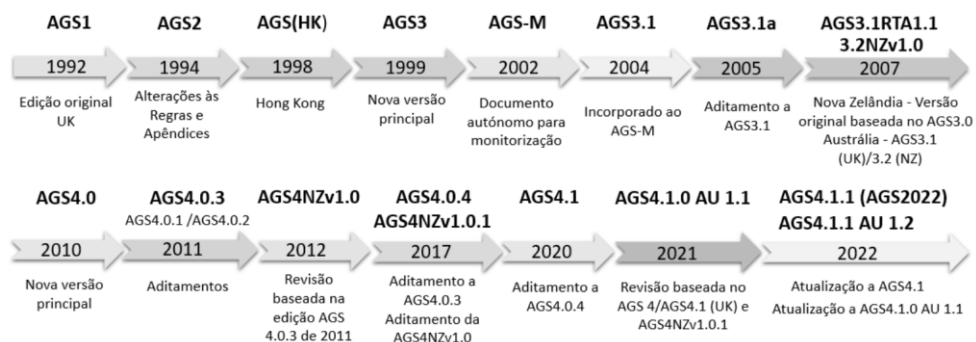 AGS1 AGS2 AGS(HK) AGS3 AGS-M AGS3.1 AGS3.1a AGS3.1RTA1.1
3.2NZv1.0
1992 1994 1998 1999 2002 2004 2005 2007
Edição original
UK
Alterações às
Regras e
Apêndices
Hong Kong
Nova versão
principal
Documento
autónomo para
monitorização
Incorporado ao
AGS-M
Aditamento a
AGS3.1
Nova Zelândia - Versão
original baseada no AGS3.0
Austrália - AGS3.1
(UK)/3.2 (NZ)
AGS4.0 AGS4.0.3 AGS4NZv1.0 AGS4.0.4 AGS4.1 AGS4.1.0 AU 1.1 AGS4.1.1 (AGS2022)
AGS4.0.1 /AGS4.0.2 AGS4NZv1.0.1 AGS4.1.1 AU 1.2
2010 2011 2012 2017 2020 2021 2022
Nova versão
principal
Aditamentos
Revisão
baseada na
edição AGS
4.0.3 de 2011
Aditamento a
AGS4.0.3
Aditamento da
AGS4NZv1.0
Aditamento a
AGS4.0.4
Revisão baseada no
AGS 4/AGS4.1 (UK) e
AGS4NZv1.0.1
Atualização a AGS4.1
Atualização a AGS4.1.0 AU 1.1